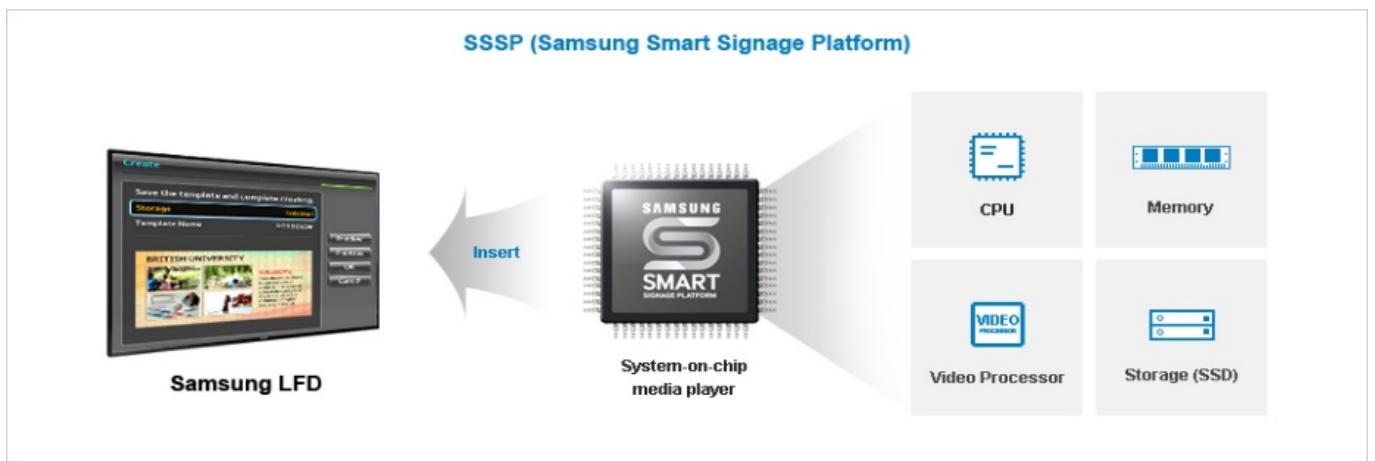 SSSP (Samsung Smart Signage Platform)
Create
Save the template and complete creating.
Storage
Internal
Template Name
BRITISH UNIVERSITY
Insert
SAMSUNG
SMART
SIGNAGE PLATFORM
CPU
Memory
VIDEO
PROCESSOR
Video Processor
Storage (SSD)
System-on-chip
media player
Samsung LFD